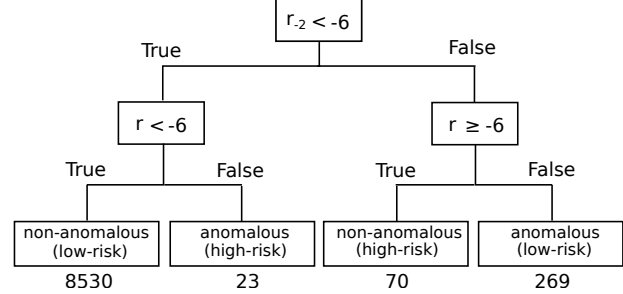 r-2 < -6
True
False
r < -6
r ≥ -6
True
False
True
False
non-anomalous
(low-risk)
anomalous
(high-risk)
non-anomalous
(high-risk)
anomalous
(low-risk)
8530
23
70
269